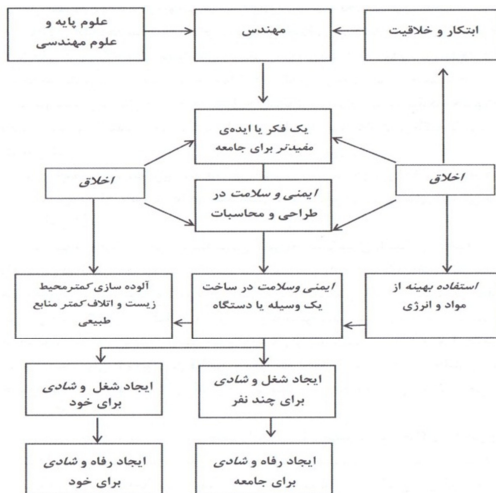 ابتکار و خلاقیت
مهندس
علوم پایه و
علوم مهندسی
یک فکر یا ایده‌ی
مفیدتر برای جامعه
اخلاق
ایمنی و سلامت در
طراحی و محاسبات
اخلاق
استفاده بهینه از
مواد و انرژی
ایمنی وسلامت در ساخت
یک وسیله یا دستگاه
آلوده سازی کمترمحیط
زیست و اتلاف کمتر منابع
طبیعی
ایجاد شغل و شادی
برای چند نفر
ایجاد شغل و شادی
برای خود
ایجاد رفاه و شادی
برای جامعه
ایجاد رفاه و شادی
برای خود